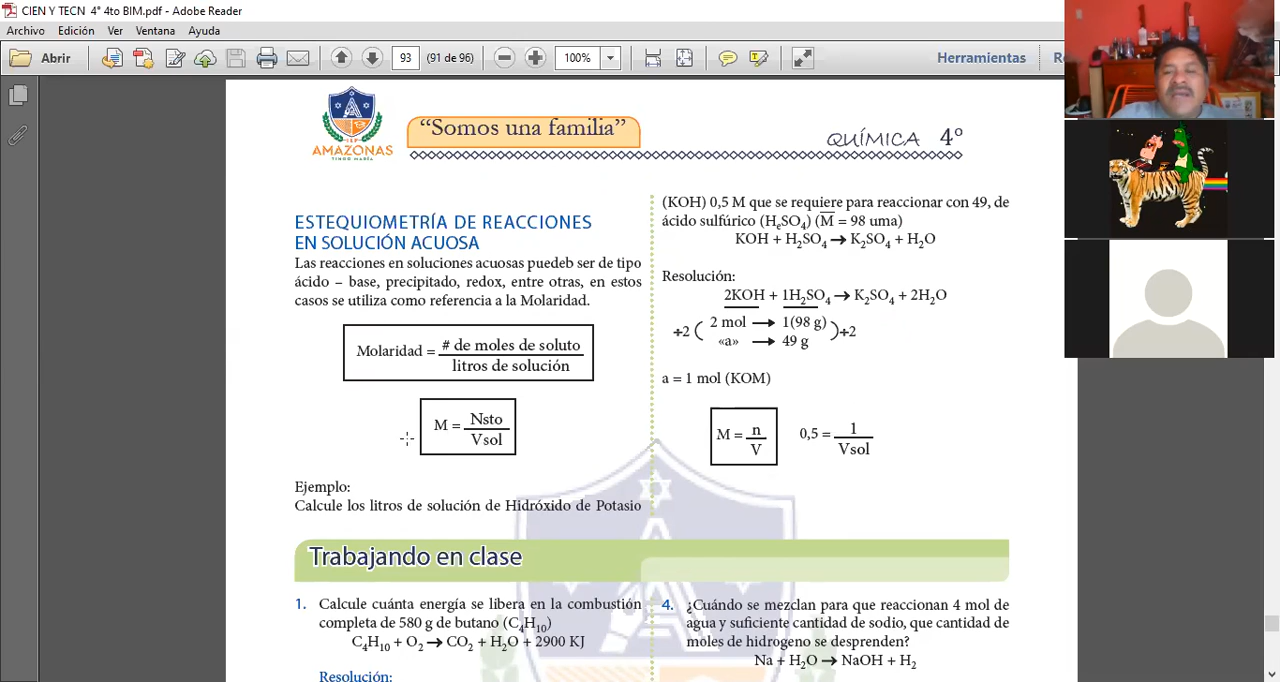 CIEN Y TECN 4° 4to BIM.pdf - Adobe Reader
Archivo Edición Ver Ventana Ayuda
Abrir
93 (91 de 96)
100%
Herramientas
AMAZONAS
TINGO MARÍA
“Somos una familia”
QUÍMICA 4°
ESTEQUIOMETRÍA DE REACCIONES
EN SOLUCIÓN ACUOSA
Las reacciones en soluciones acuosas puedeb ser de tipo
ácido – base, precipitado, redox, entre otras, en estos
casos se utiliza como referencia a la Molaridad.
Molaridad = # de moles de soluto / litros de solución
M = Nsto / Vsol
Ejemplo:
Calcule los litros de solución de Hidróxido de Potasio
(KOH) 0,5 M que se requiere para reaccionar con 49, de
ácido sulfúrico (HeSO4) (M̅ = 98 uma)
KOH + H2SO4 → K2SO4 + H2O
Resolución:
2KOH + 1H2SO4 → K2SO4 + 2H2O
÷2 ( 2 mol → 1(98 g) ) ÷2
«a» → 49 g
a = 1 mol (KOM)
M = n / V 0,5 = 1 / Vsol
Trabajando en clase
1. Calcule cuánta energía se libera en la combustión
completa de 580 g de butano (C4H10)
C4H10 + O2 → CO2 + H2O + 2900 KJ
Resolución:
4. ¿Cuándo se mezclan para que reaccionan 4 mol de
agua y suficiente cantidad de sodio, que cantidad de
moles de hidrogeno se desprenden?
Na + H2O → NaOH + H2